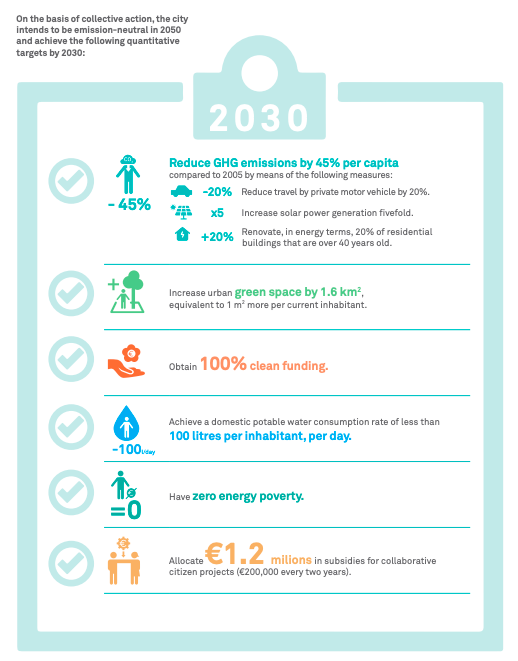 On the basis of collective action, the city
intends to be emission-neutral in 2050
and achieve the following quantitative
targets by 2030:
2030
CO₂
- 45%
Reduce GHG emissions by 45% per capita
compared to 2005 by means of the following measures:
-20% Reduce travel by private motor vehicle by 20%.
x5 Increase solar power generation fivefold.
+20% Renovate, in energy terms, 20% of residential
buildings that are over 40 years old.
+
Increase urban green space by 1.6 km²,
equivalent to 1 m² more per current inhabitant.
€
Obtain 100% clean funding.
-100l/day
Achieve a domestic potable water consumption rate of less than
100 litres per inhabitant, per day.
=0
Have zero energy poverty.
€
Allocate €1.2 milions in subsidies for collaborative
citizen projects (€200,000 every two years).